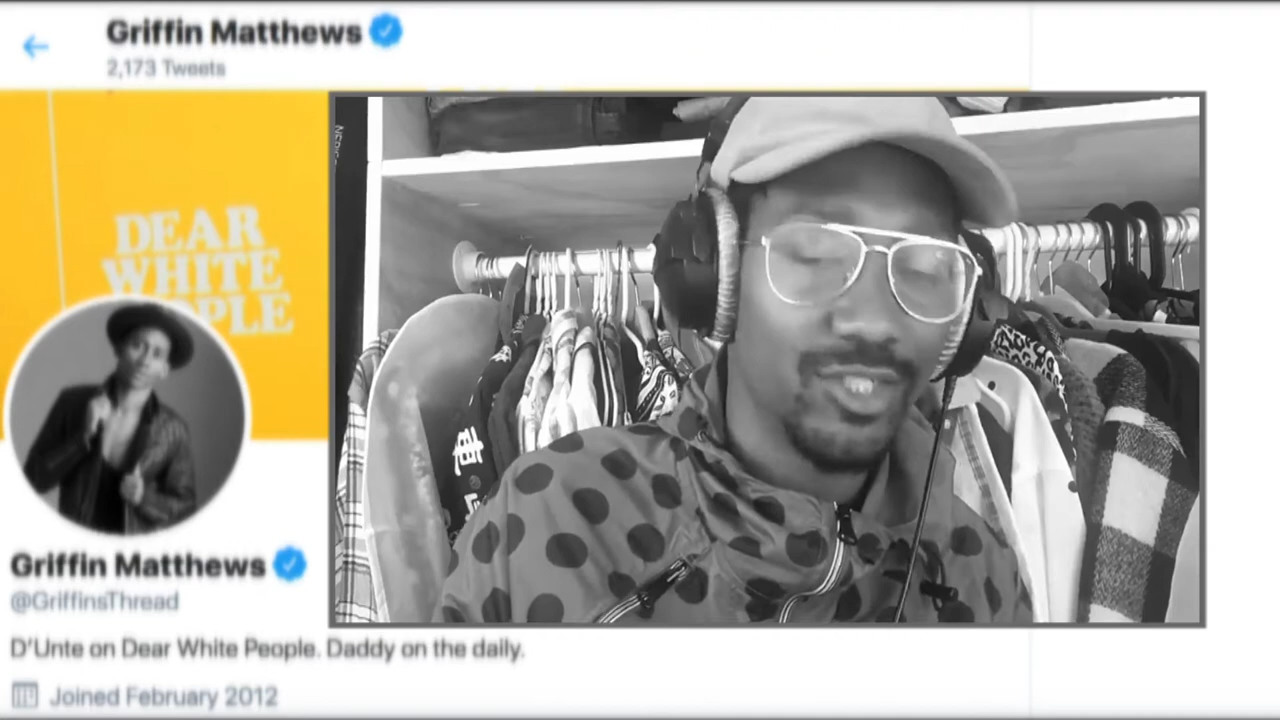 Griffin Matthews
2,173 Tweets
DEAR
WHITE
Griffin Matthews
@GriffinsThread
D'Unte on Dear White People. Daddy on the daily.
Joined February 2012
東